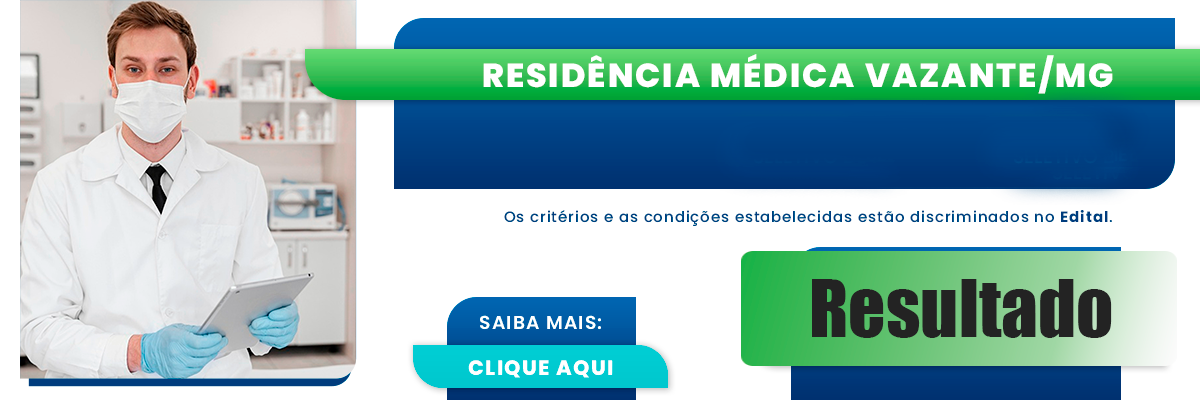 RESIDÊNCIA MÉDICA VAZANTE/MG
Os critérios e as condições estabelecidas estão discriminados no Edital.
SAIBA MAIS:
CLIQUE AQUI
Resultado